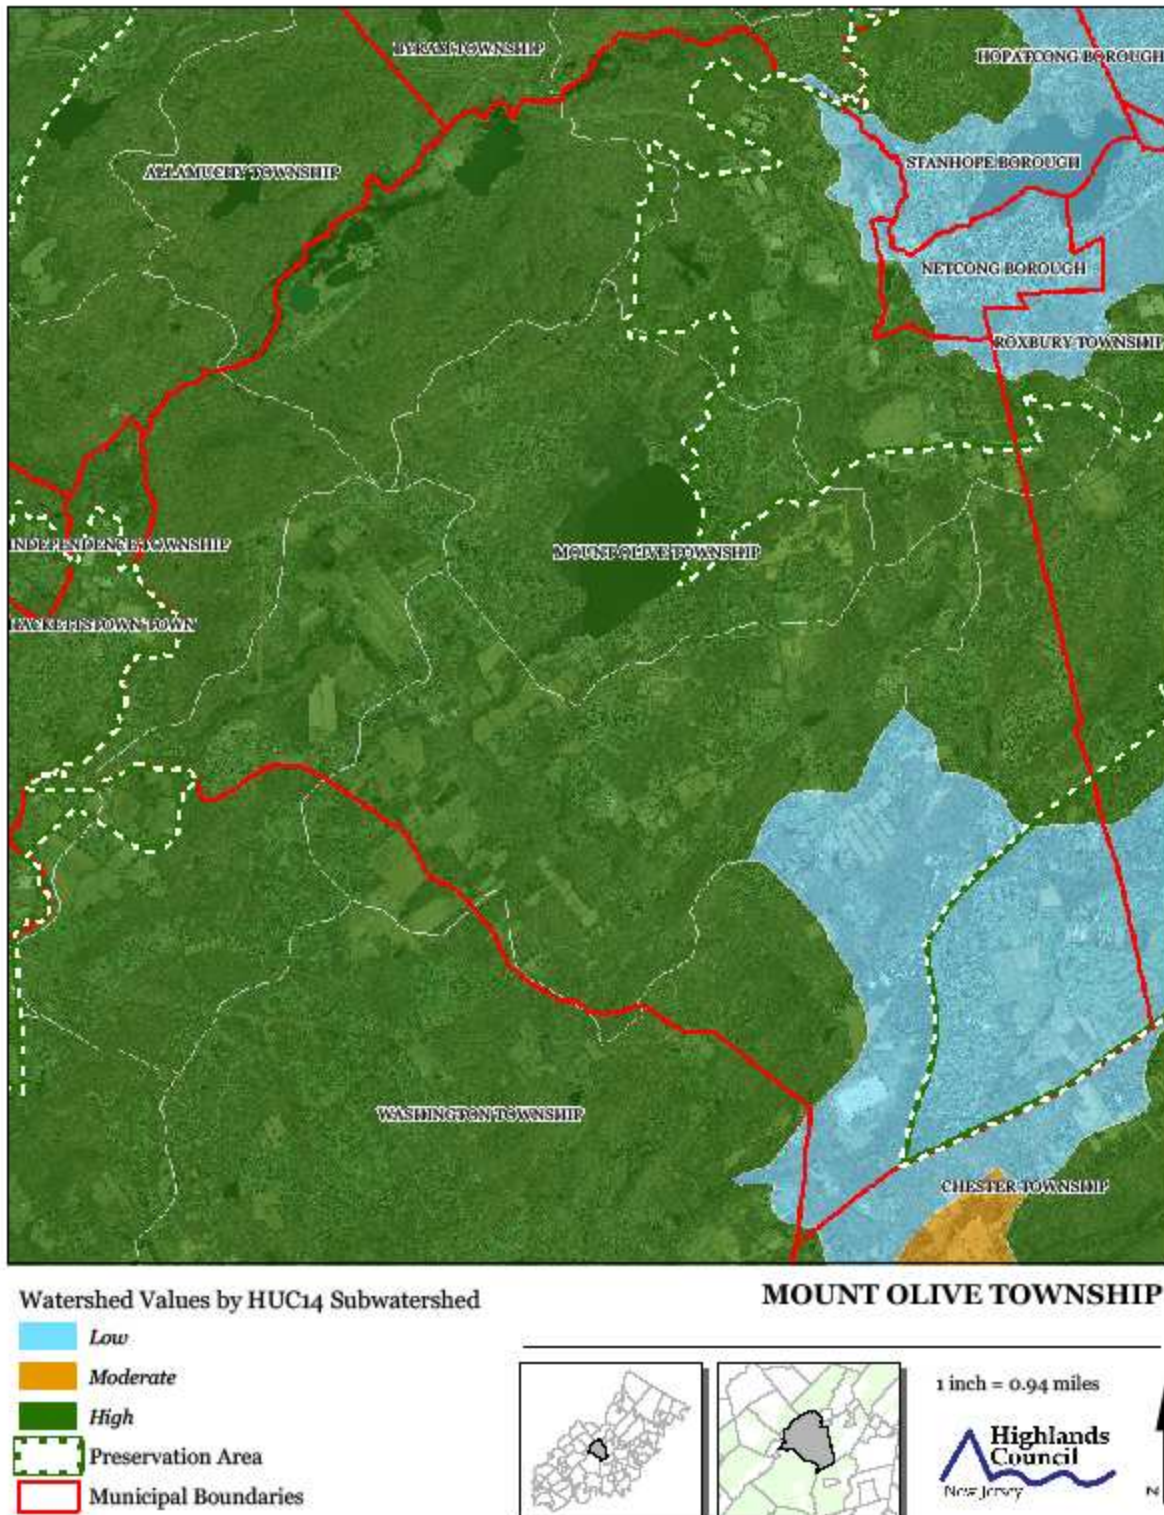 BYRAM TOWNSHIP
HOPATCONG BOROUGH
ALLAMUCHY TOWNSHIP
STANHOPE BOROUGH
NETCONG BOROUGH
ROXBURY TOWNSHIP
INDEPENDENCE TOWNSHIP
MOUNT OLIVE TOWNSHIP
HACKETTSTOWN TOWN
WASHINGTON TOWNSHIP
CHESTER TOWNSHIP
Watershed Values by HUC14 Subwatershed
MOUNT OLIVE TOWNSHIP
Low
Moderate
High
Preservation Area
Municipal Boundaries
1 inch = 0.94 miles
Highlands
Council
New Jersey
N